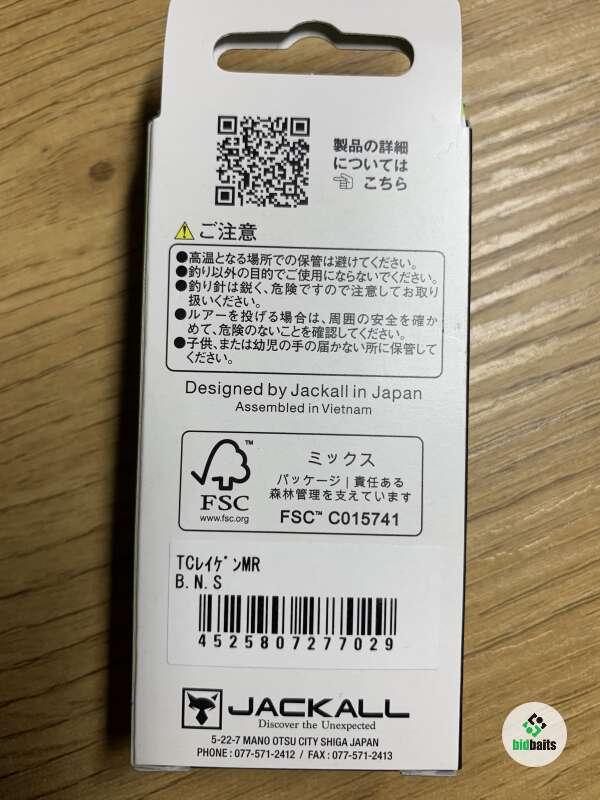 製品の詳細
については
こちら
ご注意
●高温となる場所での保管は避けてください。
●釣り以外の目的でご使用にならないでください。
●釣り針は鋭く、危険ですので注意してお取り
扱いください。
●ルアーを投げる場合は、周囲の安全を確か
めて、危険のないことを確認してください。
●子供、または幼児の手の届かない所に保管して
ください。
Designed by Jackall in Japan
Assembled in Vietnam
FSC
www.fsc.org
ミックス
パッケージ | 責任ある
森林管理を支えています
FSC™ C015741
TCレイゲンMR
B.N.S
4525807277029
JACKALL
Discover the Unexpected
5-22-7 MANO OTSU CITY SHIGA JAPAN
PHONE : 077-571-2412 / FAX : 077-571-2413
bidbaits